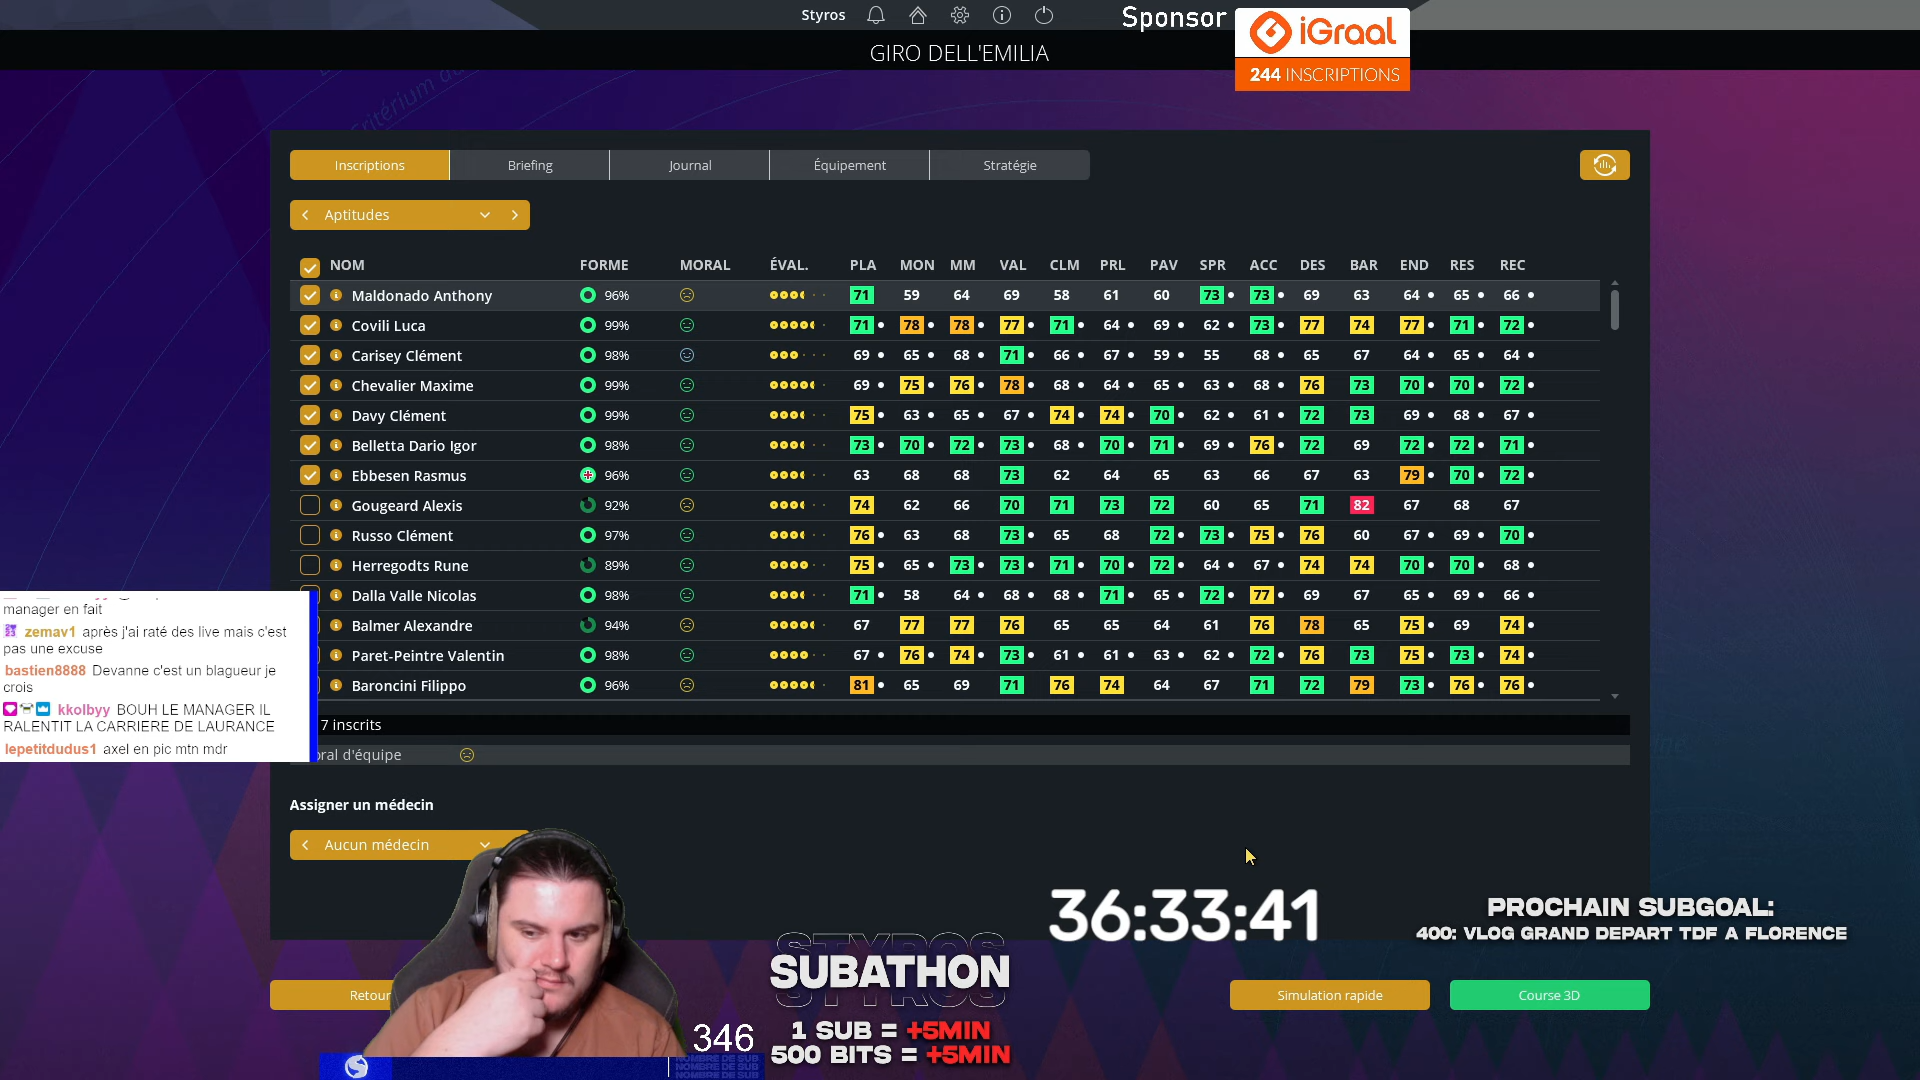 Styros
Sponsor
iGraal
244 INSCRIPTIONS
GIRO DELL'EMILIA
Inscriptions
Briefing
Journal
Équipement
Stratégie
Aptitudes
NOM FORME MORAL ÉVAL. PLA MON MM VAL CLM PRL PAV SPR ACC DES BAR END RES REC
Maldonado Anthony 96% 71 59 64 69 58 61 60 73 73 69 63 64 65 66
Covili Luca 99% 71 78 78 77 71 64 69 62 73 77 74 77 71 72
Carisey Clément 98% 69 65 68 71 66 67 59 55 68 65 67 64 65 64
Chevalier Maxime 99% 69 75 76 78 68 64 65 63 68 76 73 70 70 72
Davy Clément 99% 75 63 65 67 74 74 70 62 61 72 73 69 68 67
Belletta Dario Igor 98% 73 70 72 73 68 70 71 69 76 72 69 72 72 71
Ebbesen Rasmus 96% 63 68 68 73 62 64 65 63 66 67 63 79 70 72
Gougeard Alexis 92% 74 62 66 70 71 73 72 60 65 71 82 67 68 67
Russo Clément 97% 76 63 68 73 65 68 72 73 75 76 60 67 69 70
Herregodts Rune 89% 75 65 73 73 71 70 72 64 67 74 74 70 70 68
Dalla Valle Nicolas 98% 71 58 64 68 68 71 65 72 77 69 67 65 69 66
Balmer Alexandre 94% 67 77 77 76 65 65 64 61 76 78 65 75 69 74
Paret-Peintre Valentin 98% 67 76 74 73 61 61 63 62 72 76 73 75 73 74
Baroncini Filippo 96% 81 65 69 71 76 74 64 67 71 72 79 73 76 76
7 inscrits
oral d'équipe
Assigner un médecin
Aucun médecin
manager en fait
zemav1 après j'ai raté des live mais c'est
pas une excuse
bastien8888 Devanne c'est un blagueur je
crois
kkolbyy BOUH LE MANAGER IL
RALENTIT LA CARRIERE DE LAURANCE
lepetitdudus1 axel en pic mtn mdr
36:33:41
PROCHAIN SUBGOAL:
400: VLOG GRAND DEPART TDF A FLORENCE
Retour
Simulation rapide
Course 3D
STYROS
SUBATHON
STYROS
1 SUB = +5MIN
500 BITS = +5MIN
346
NOMBRE DE SUB
NOMBRE DE SUB
NOMBRE DE SUB